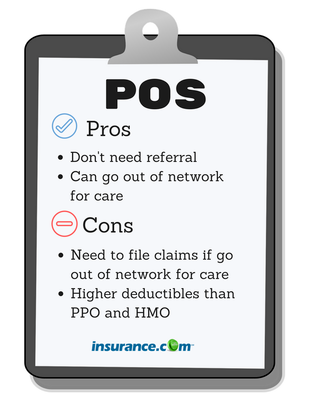 POS
Pros
• Don't need referral
• Can go out of network
for care
Cons
• Need to file claims if go
out of network for care
• Higher deductibles than
PPO and HMO
insurance.com